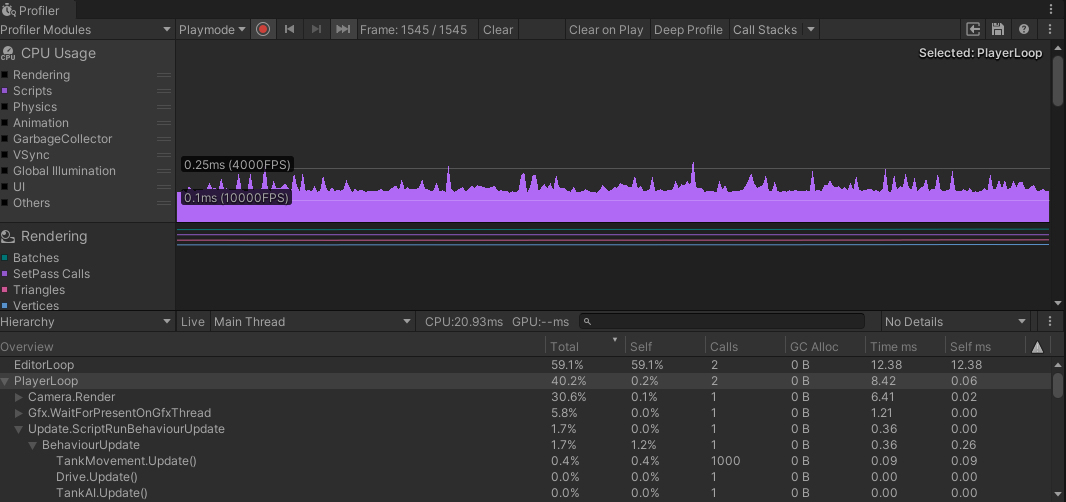 Profiler
Profiler Modules Playmode Frame: 1545 / 1545 Clear Clear on Play Deep Profile Call Stacks
CPU Usage
Selected: PlayerLoop
Rendering
Scripts
Physics
Animation
GarbageCollector
VSync
Global Illumination
UI
Others
0.25ms (4000FPS)
0.1ms (10000FPS)
Rendering
Batches
SetPass Calls
Triangles
Vertices
Hierarchy Live Main Thread CPU:20.93ms GPU:--ms No Details
Overview Total Self Calls GC Alloc Time ms Self ms
EditorLoop 59.1% 59.1% 2 0 B 12.38 12.38
PlayerLoop 40.2% 0.2% 2 0 B 8.42 0.06
Camera.Render 30.6% 0.1% 1 0 B 6.41 0.02
Gfx.WaitForPresentOnGfxThread 5.8% 0.0% 1 0 B 1.21 0.00
Update.ScriptRunBehaviourUpdate 1.7% 0.0% 1 0 B 0.36 0.00
BehaviourUpdate 1.7% 1.2% 1 0 B 0.36 0.26
TankMovement.Update() 0.4% 0.4% 1000 0 B 0.09 0.09
Drive.Update() 0.0% 0.0% 1 0 B 0.00 0.00
TankAI.Update() 0.0% 0.0% 1 0 B 0.00 0.00